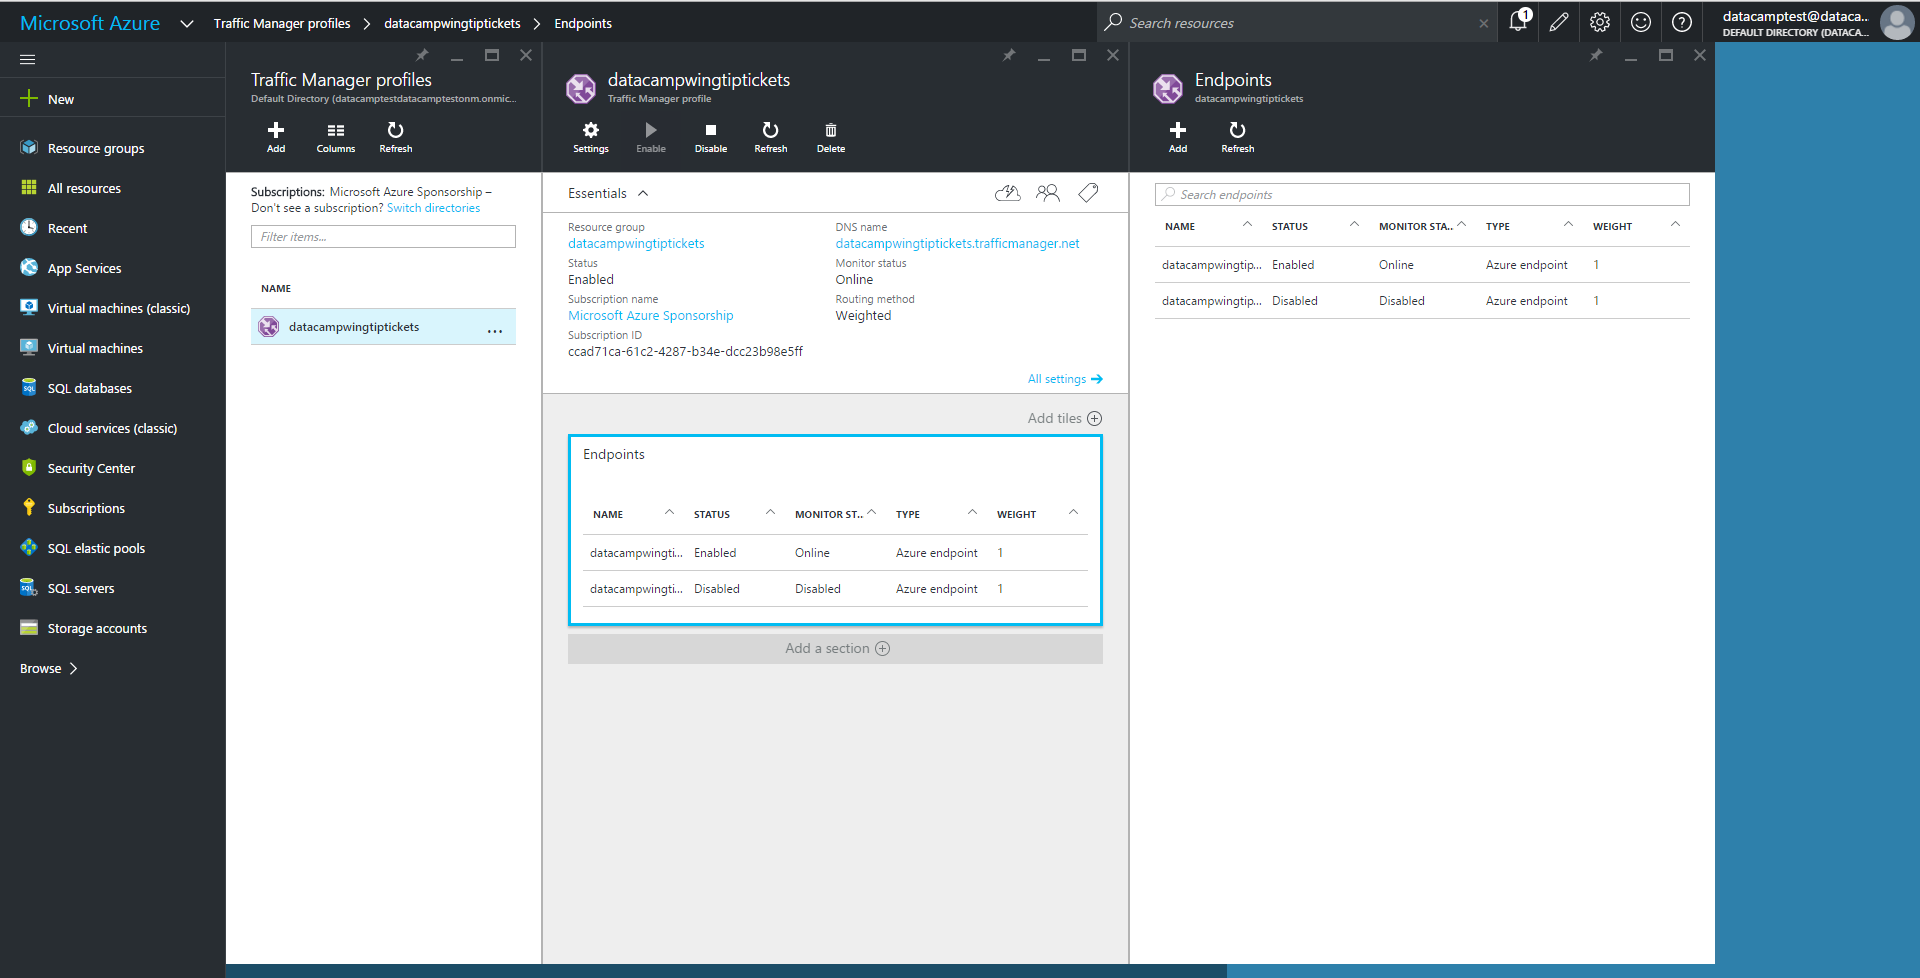 Microsoft Azure
Traffic Manager profiles
datacampwingtiptickets
Endpoints
Search resources
1
datacamptest@dataca...
DEFAULT DIRECTORY (DATACA...
New
Resource groups
All resources
Recent
App Services
Virtual machines (classic)
Virtual machines
SQL databases
Cloud services (classic)
Security Center
Subscriptions
SQL elastic pools
SQL servers
Storage accounts
Browse
Traffic Manager profiles
Default Directory (datacamptestdatacamptestonm.onmic...
Add
Columns
Refresh
Subscriptions: Microsoft Azure Sponsorship –
Don't see a subscription? Switch directories
Filter items...
NAME
datacampwingtiptickets
...
datacampwingtiptickets
Traffic Manager profile
Settings
Enable
Disable
Refresh
Delete
Essentials
Resource group
datacampwingtiptickets
Status
Enabled
Subscription name
Microsoft Azure Sponsorship
Subscription ID
ccad71ca-61c2-4287-b34e-dcc23b98e5ff
DNS name
datacampwingtiptickets.trafficmanager.net
Monitor status
Online
Routing method
Weighted
All settings
Add tiles
Endpoints
NAME STATUS MONITOR ST.. TYPE WEIGHT
datacampwingti... Enabled Online Azure endpoint 1
datacampwingti... Disabled Disabled Azure endpoint 1
Add a section
Endpoints
datacampwingtiptickets
Add
Refresh
Search endpoints
NAME STATUS MONITOR STA.. TYPE WEIGHT
datacampwingtip... Enabled Online Azure endpoint 1
datacampwingtip... Disabled Disabled Azure endpoint 1